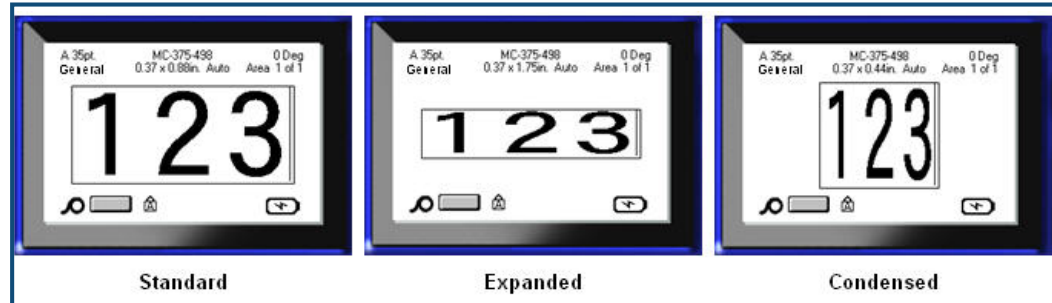 A 35pt. MC-375-498 0 Deg
General 0.37 x 0.88in. Auto Area 1 of 1
123
A
Standard
A 35pt. MC-375-498 0 Deg
General 0.37 x 1.75in. Auto Area 1 of 1
123
A
Expanded
A 35pt. MC-375-498 0 Deg
General 0.37 x 0.44in. Auto Area 1 of 1
123
A
Condensed